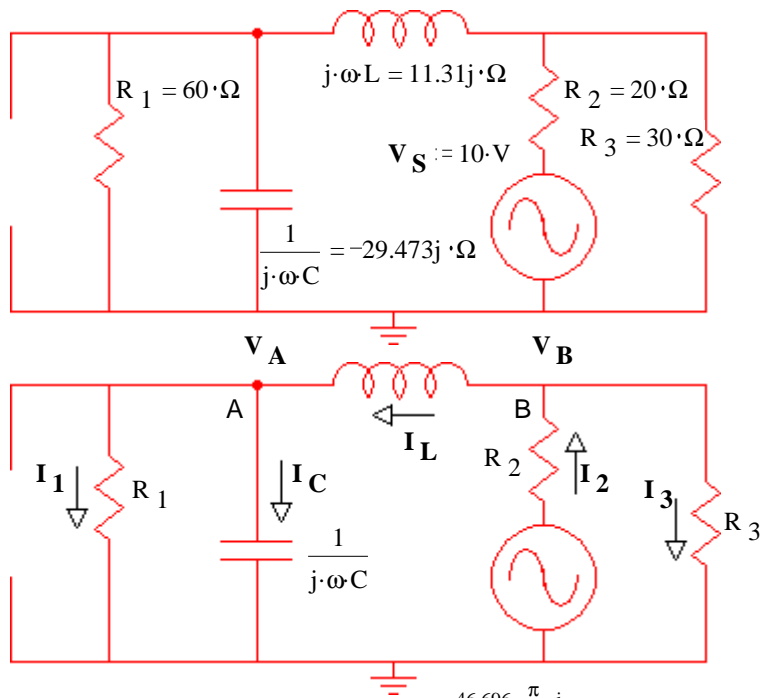 R 1 = 60·Ω
j·ω·L = 11.31j·Ω
R 2 = 20·Ω
R 3 = 30·Ω
V S := 10·V
1
j·ω·C
= −29.473j·Ω
V A
V B
A
B
I L
I 1
R 1
I C
R 2
I 2
I 3
R 3
1
j·ω·C